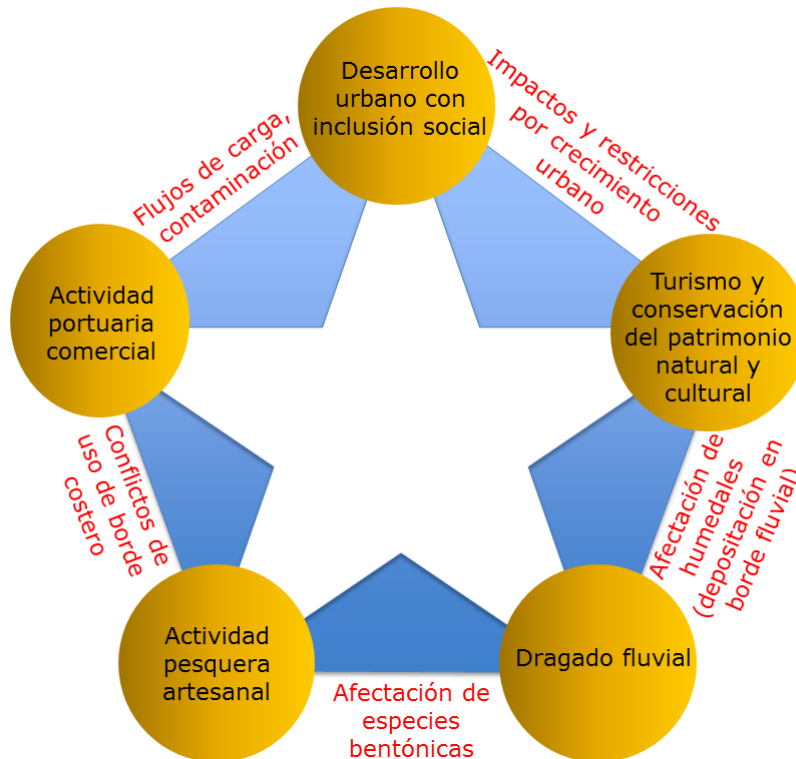 Desarrollo
urbano con
inclusión social
Impactos y restricciones
por crecimiento
urbano
Flujos de carga,
contaminación
Actividad
portuaria
comercial
Turismo y
conservación
del patrimonio
natural y
cultural
Conflictos de
uso de borde
costero
Afectación de
humedales
(depositación en
borde fluvial)
Actividad
pesquera
artesanal
Dragado fluvial
Afectación de
especies
bentónicas